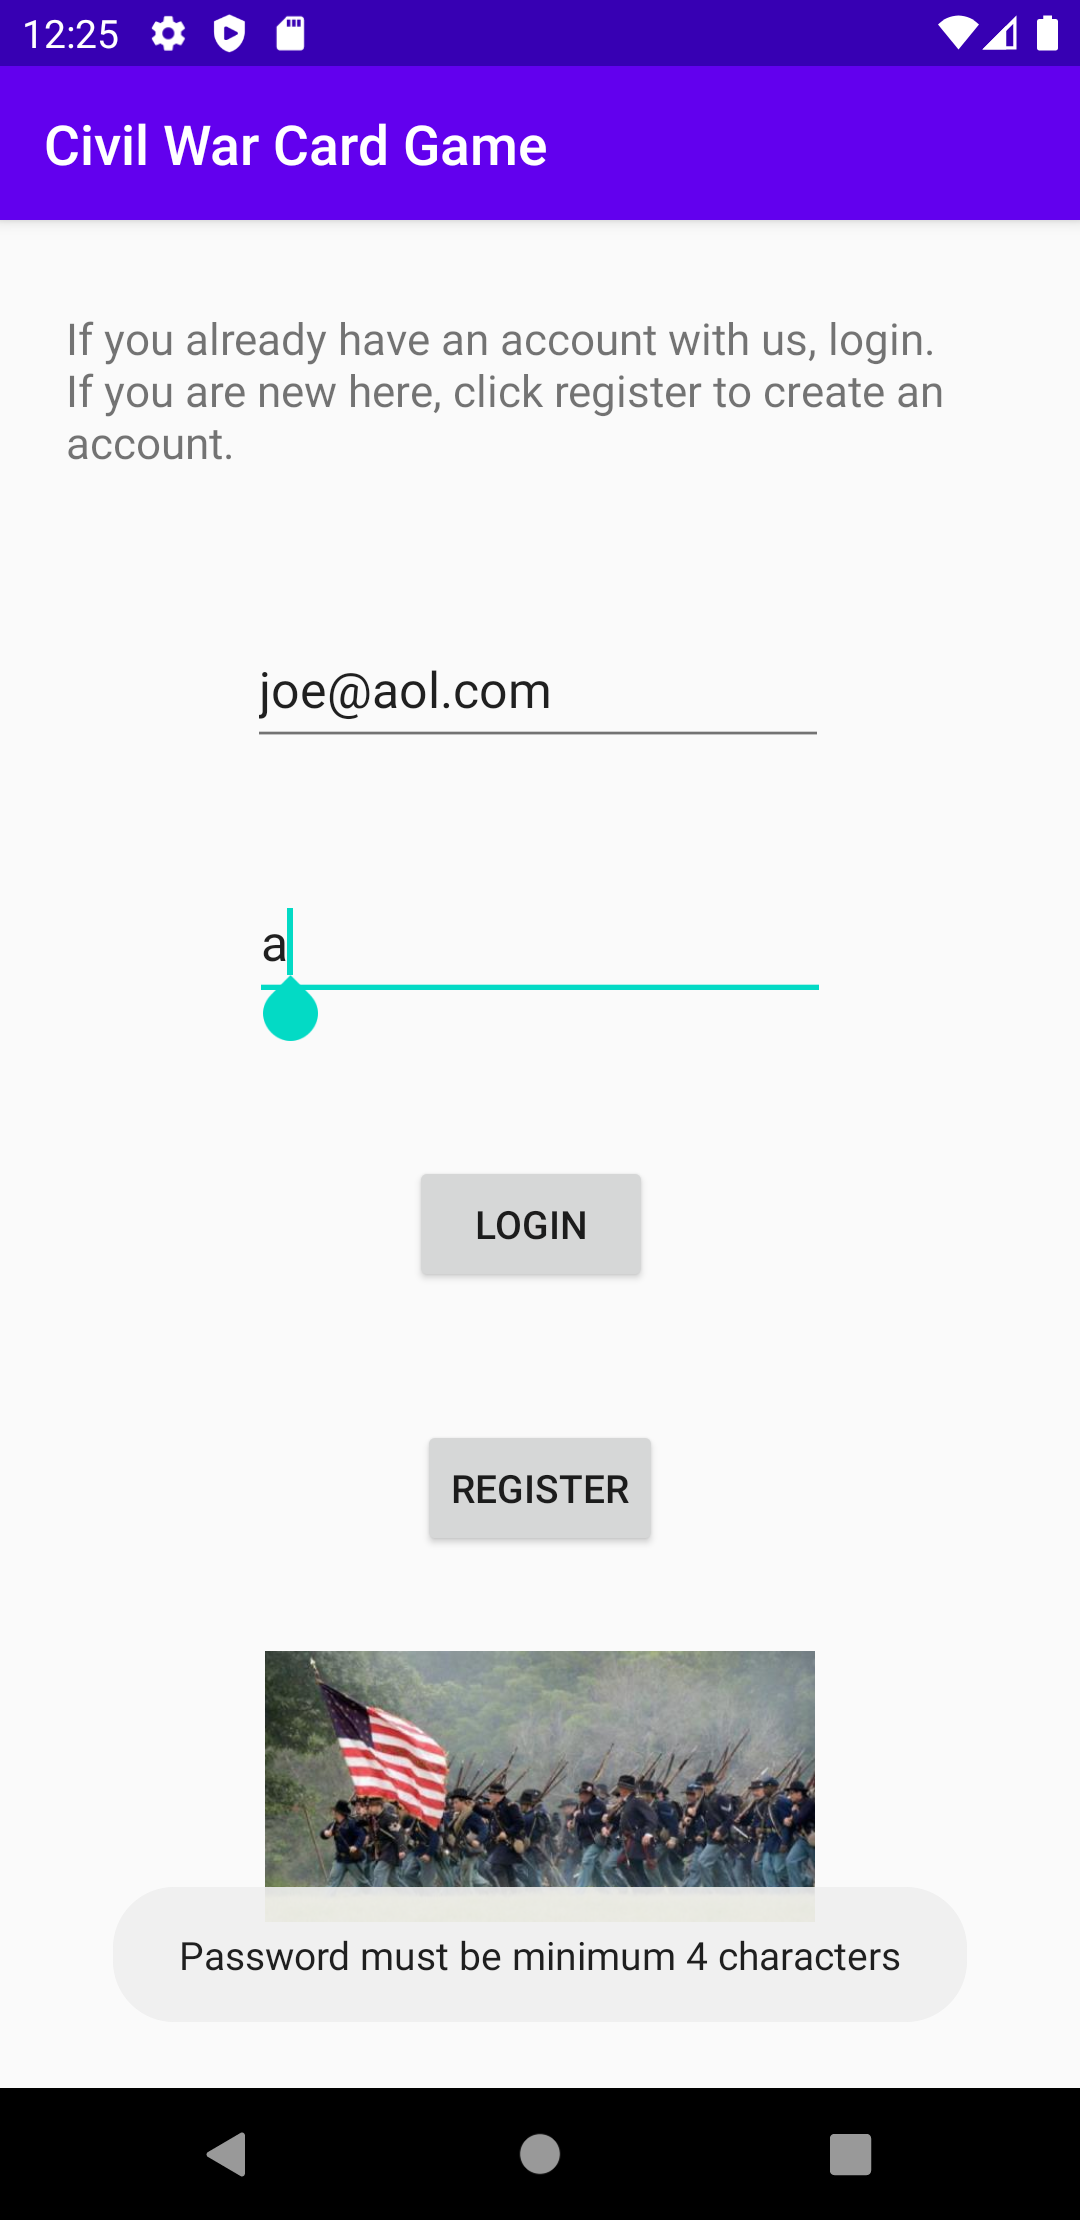 12:25
Civil War Card Game
If you already have an account with us, login.
If you are new here, click register to create an
account.
joe@aol.com
a
LOGIN
REGISTER
Password must be minimum 4 characters